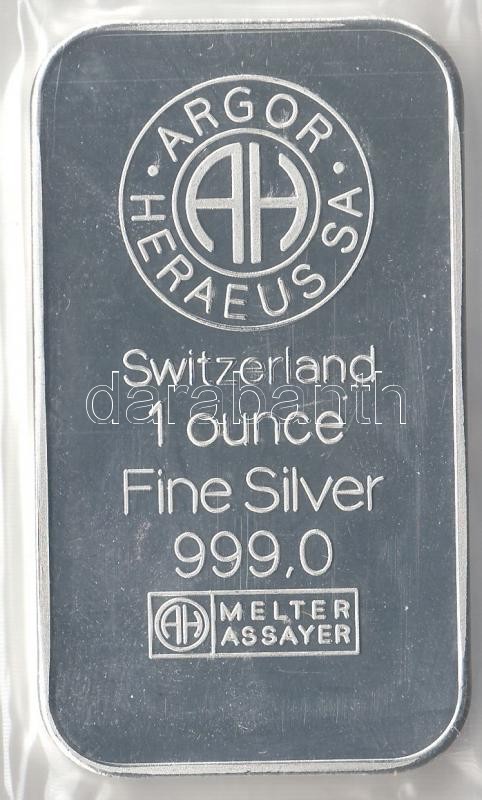 · ARGOR ·
HERAEUS SA
AH
Switzerland
darabanth
1 ounce
Fine Silver
999,0
AH MELTER
ASSAYER